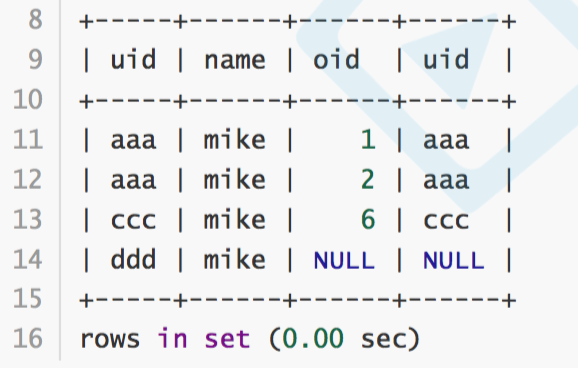 8 +-----+------+------+------+
9 | uid | name | oid  | uid  |
10 +-----+------+------+------+
11 | aaa | mike |    1 | aaa  |
12 | aaa | mike |    2 | aaa  |
13 | ccc | mike |    6 | ccc  |
14 | ddd | mike | NULL | NULL |
15 +-----+------+------+------+
16 rows in set (0.00 sec)